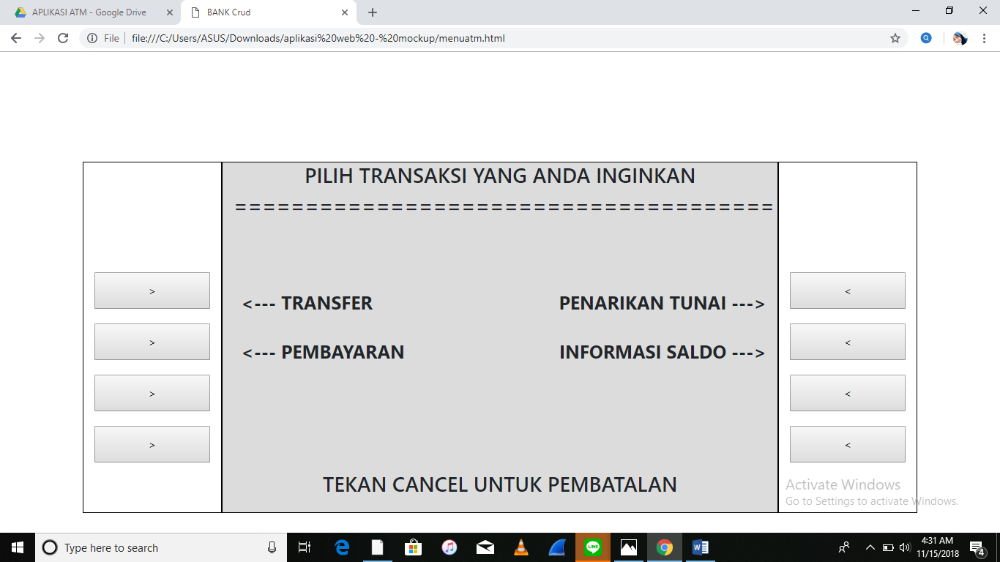 APLIKASI ATM - Google Drive
BANK Crud
File
file:///C:/Users/ASUS/Downloads/aplikasi%20web%20-%20mockup/menuatm.html
PILIH TRANSAKSI YANG ANDA INGINKAN
======================================
> <--- TRANSFER PENARIKAN TUNAI ---> <
> <--- PEMBAYARAN INFORMASI SALDO ---> <
> <
> <
TEKAN CANCEL UNTUK PEMBATALAN
Activate Windows
Go to Settings to activate Windows.
Type here to search
LINE
4:31 AM
11/15/2018
4